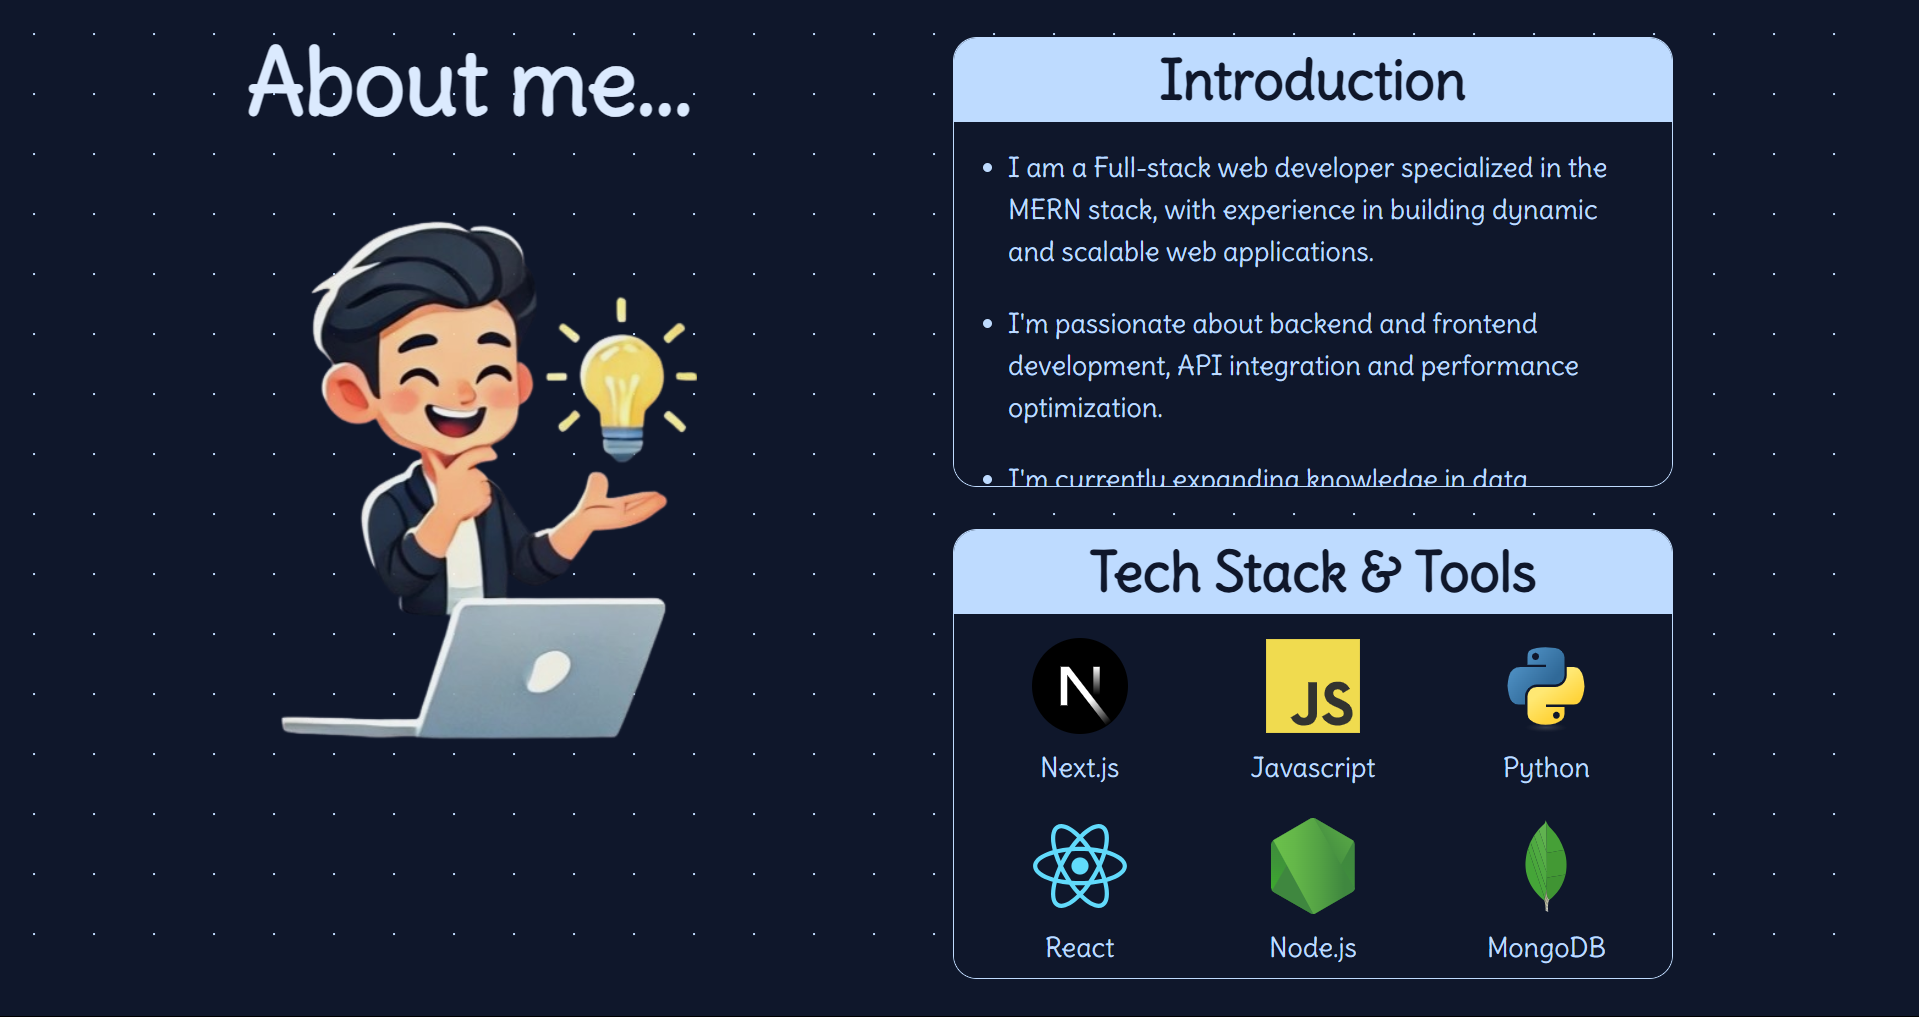 About me...
Introduction
• I am a Full-stack web developer specialized in the
MERN stack, with experience in building dynamic
and scalable web applications.
• I'm passionate about backend and frontend
development, API integration and performance
optimization.
• I'm currently expanding knowledge in data
Tech Stack & Tools
N
JS
Next.js Javascript Python
React Node.js MongoDB